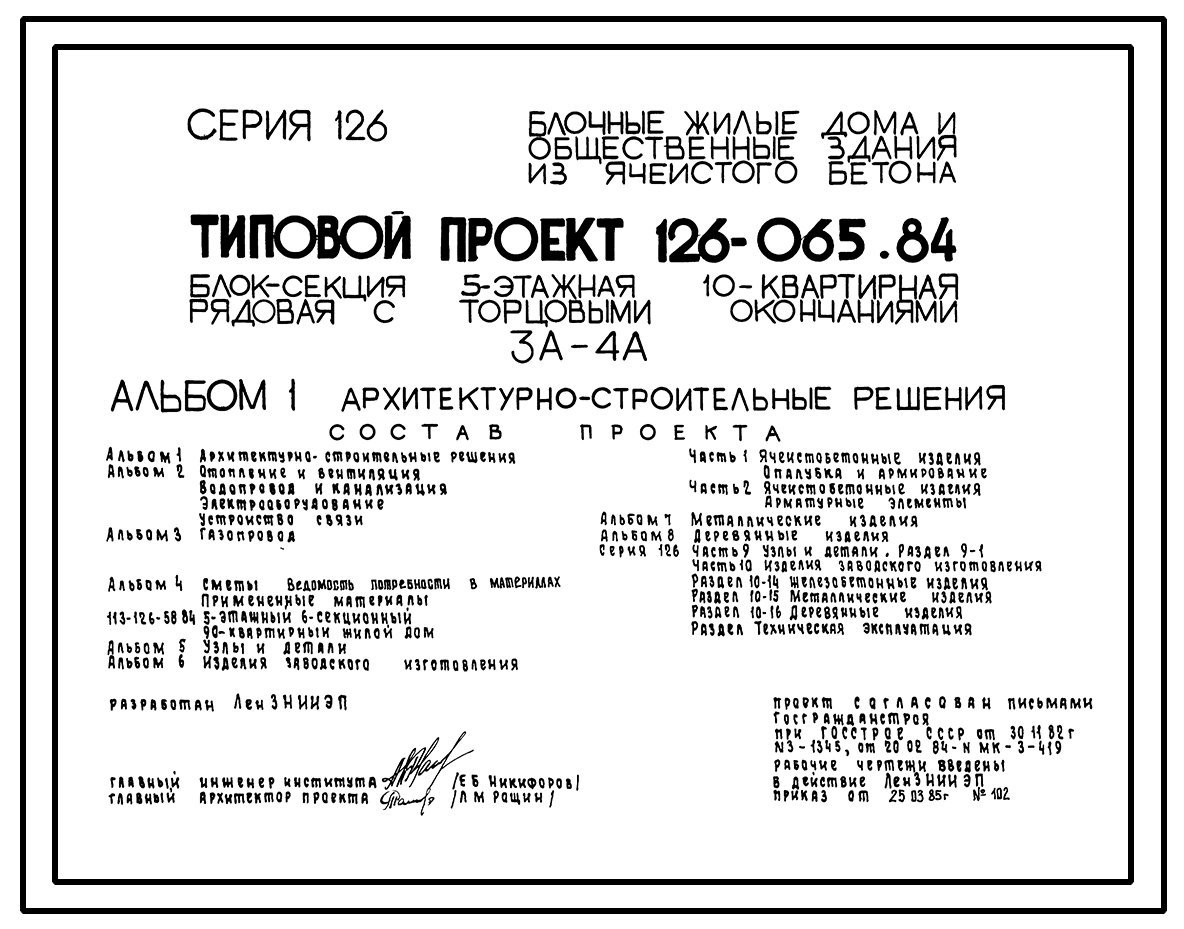 СЕРИЯ 126
БЛОЧНЫЕ ЖИЛЫЕ ДОМА И
ОБЩЕСТВЕННЫЕ ЗДАНИЯ
ИЗ ЯЧЕИСТОГО БЕТОНА
ТИПОВОЙ ПРОЕКТ 126-065.84
БЛОК-СЕКЦИЯ 5-ЭТАЖНАЯ 10-КВАРТИРНАЯ
РЯДОВАЯ С ТОРЦОВЫМИ ОКОНЧАНИЯМИ
3А-4А
АЛЬБОМ 1 АРХИТЕКТУРНО-СТРОИТЕЛЬНЫЕ РЕШЕНИЯ
СОСТАВ ПРОЕКТА
Альбом 1 Архитектурно-строительные решения
Альбом 2 Отопление и вентиляция
Водопровод и канализация
Электрооборудование
Устройство связи
Альбом 3 Газопровод
Альбом 4 Сметы Ведомость потребности в материалах
Примененные материалы
113-126-58 84 5-этажный 6-секционный
90-квартирный жилой дом
Альбом 5 Узлы и детали
Альбом 6 Изделия заводского изготовления
Часть 1 Ячеистобетонные изделия
Опалубка и армирование
Часть 2 Ячеистобетонные изделия
Арматурные элементы
Альбом 7 Металлические изделия
Альбом 8 Деревянные изделия
Серия 126 Часть 9 Узлы и детали. Раздел 9-1
Часть 10 Изделия заводского изготовления
Раздел 10-14 Железобетонные изделия
Раздел 10-15 Металлические изделия
Раздел 10-16 Деревянные изделия
Раздел Техническая эксплуатация
разработан ЛенЗНИИЭП
главный инженер института /Е Б Никифоров/
главный архитектор проекта /Л М Рощин/
проект согласован письмами
Госгражданстроя
при ГОССТРОЕ СССР от 30 11 82 г
N3-1345, от 20 02 84-N МК-3-419
рабочие чертежи введены
в действие ЛенЗНИИЭП
приказ от 25 03 85г № 102